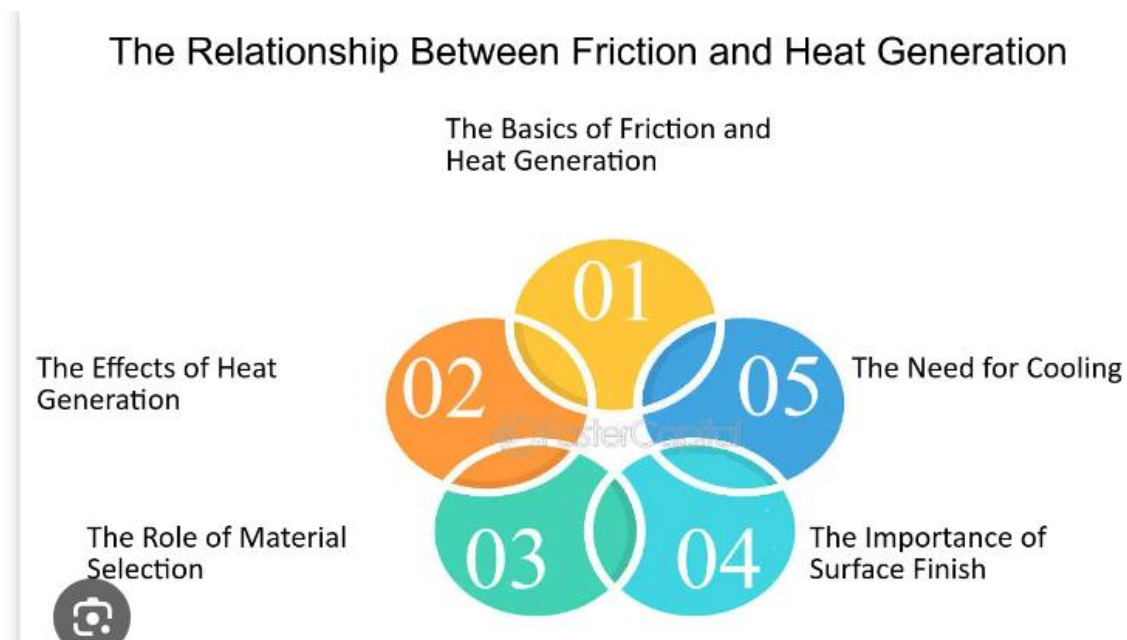 The Relationship Between Friction and Heat Generation
The Basics of Friction and
Heat Generation
01
The Effects of Heat
Generation
02
05
The Need for Cooling
FasterCapital
The Role of Material
Selection
03
04
The Importance of
Surface Finish